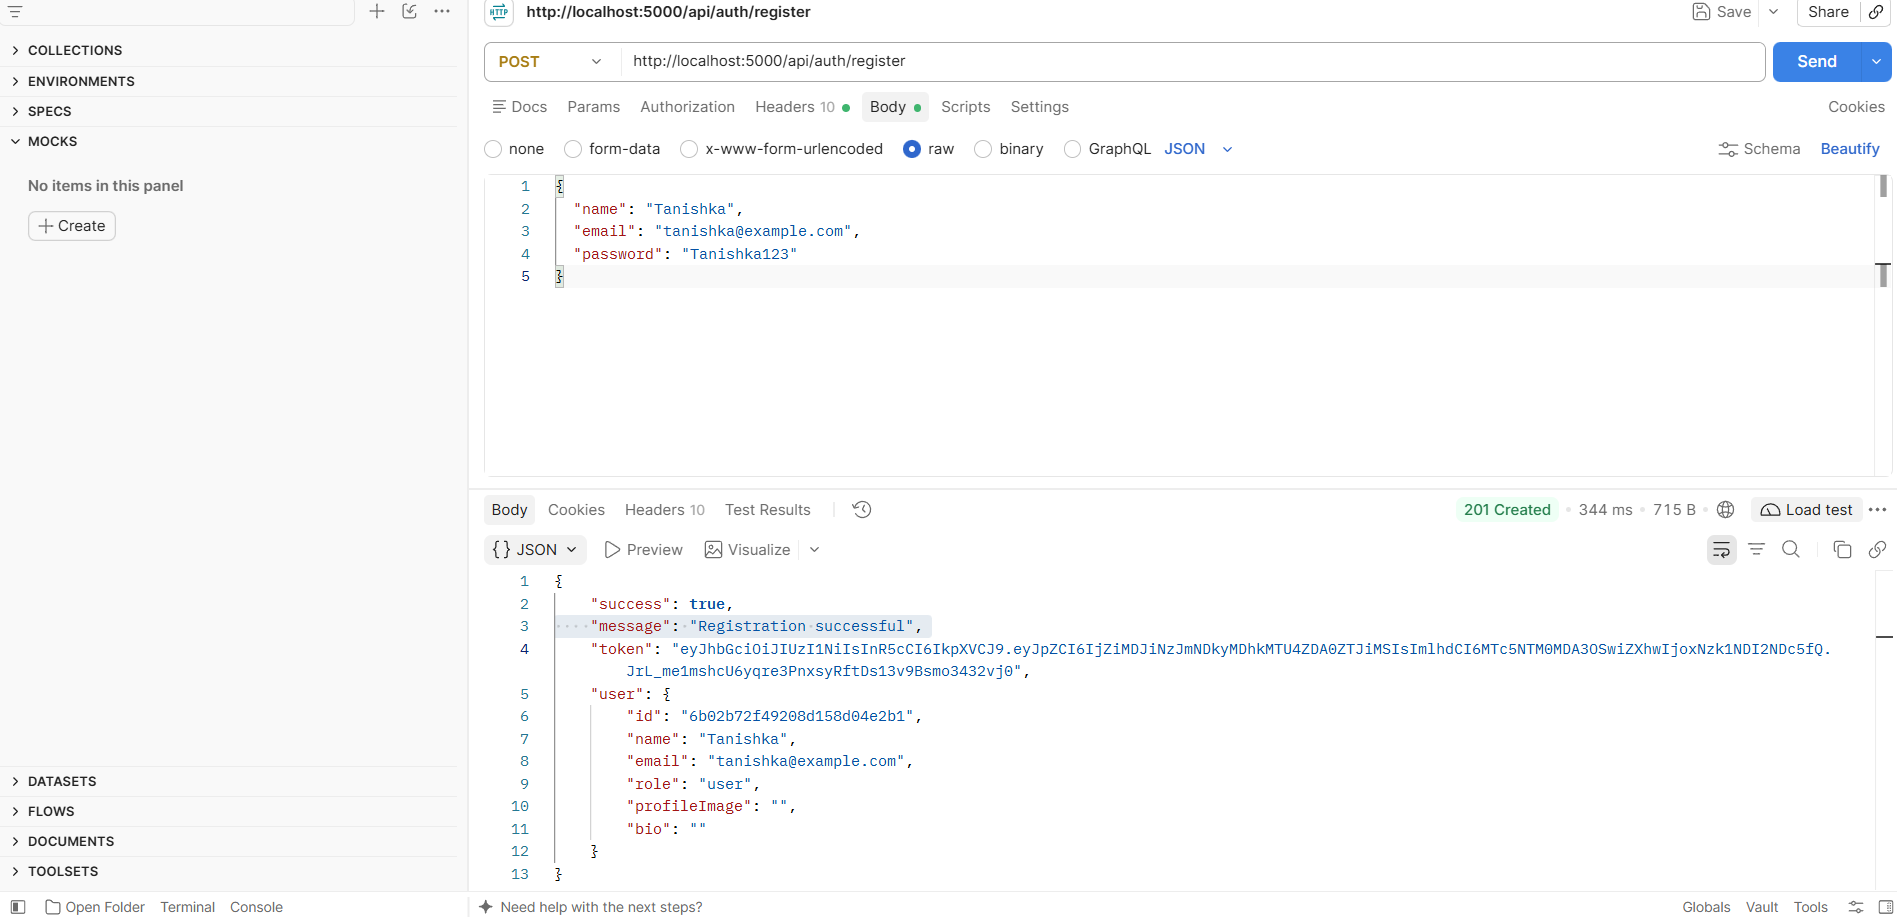 http://localhost:5000/api/auth/register
Save
Share
COLLECTIONS
ENVIRONMENTS
SPECS
MOCKS
No items in this panel
Create
POST
http://localhost:5000/api/auth/register
Send
Docs Params Authorization Headers 10 Body Scripts Settings
Cookies
none form-data x-www-form-urlencoded raw binary GraphQL JSON
Schema Beautify
1 {
2 "name": "Tanishka",
3 "email": "tanishka@example.com",
4 "password": "Tanishka123"
5 }
Body Cookies Headers 10 Test Results
201 Created • 344 ms • 715 B •
Load test
{} JSON Preview Visualize
1 {
2 "success": true,
3 "message": "Registration successful",
4 "token": "eyJhbGciOiJIUzI1NiIsInR5cCI6IkpXVCJ9.eyJpZCI6IjZiMDJiNzJmNDkyMDhkMTU4ZDA0ZTJiMSIsImlhdCI6MTc5NTM0MDA3OSwiZXhwIjoxNzk1NDI2NDc5fQ.
JrL_me1mshcU6yqre3PnxsyRftDs13v9Bsmo3432vj0",
5 "user": {
6 "id": "6b02b72f49208d158d04e2b1",
7 "name": "Tanishka",
8 "email": "tanishka@example.com",
9 "role": "user",
10 "profileImage": "",
11 "bio": ""
12 }
13 }
DATASETS
FLOWS
DOCUMENTS
TOOLSETS
Open Folder Terminal Console
Need help with the next steps?
Globals Vault Tools